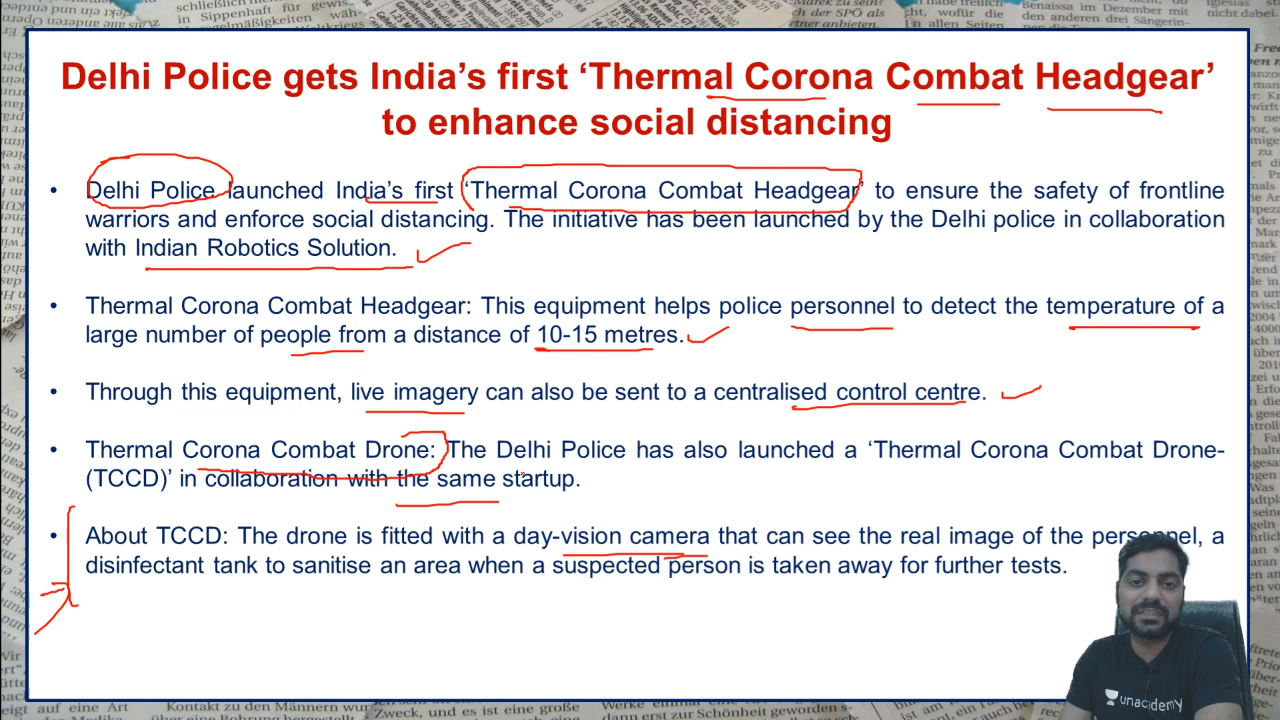 Delhi Police gets India's first 'Thermal Corona Combat Headgear'
to enhance social distancing
• Delhi Police launched India's first 'Thermal Corona Combat Headgear' to ensure the safety of frontline
warriors and enforce social distancing. The initiative has been launched by the Delhi police in collaboration
with Indian Robotics Solution.
• Thermal Corona Combat Headgear: This equipment helps police personnel to detect the temperature of a
large number of people from a distance of 10-15 metres.
• Through this equipment, live imagery can also be sent to a centralised control centre.
• Thermal Corona Combat Drone: The Delhi Police has also launched a 'Thermal Corona Combat Drone-
(TCCD)' in collaboration with the same startup.
• About TCCD: The drone is fitted with a day-vision camera that can see the real image of the personnel, a
disinfectant tank to sanitise an area when a suspected person is taken away for further tests.
unacademy